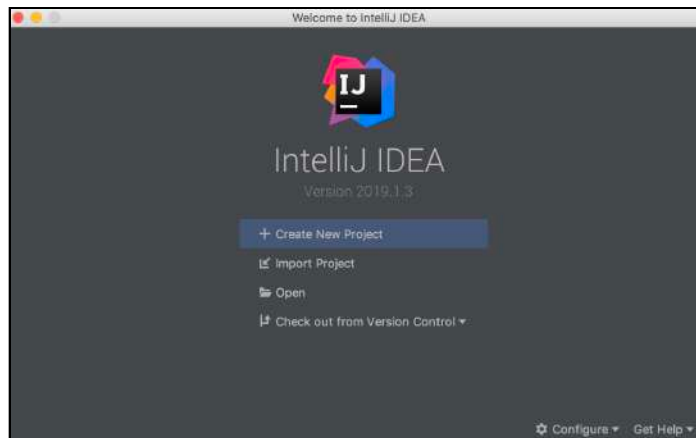 Welcome to IntelliJ IDEA
IJ
IntelliJ IDEA
Version 2019.1.3
Create New Project
Import Project
Open
Check out from Version Control
Configure Get Help